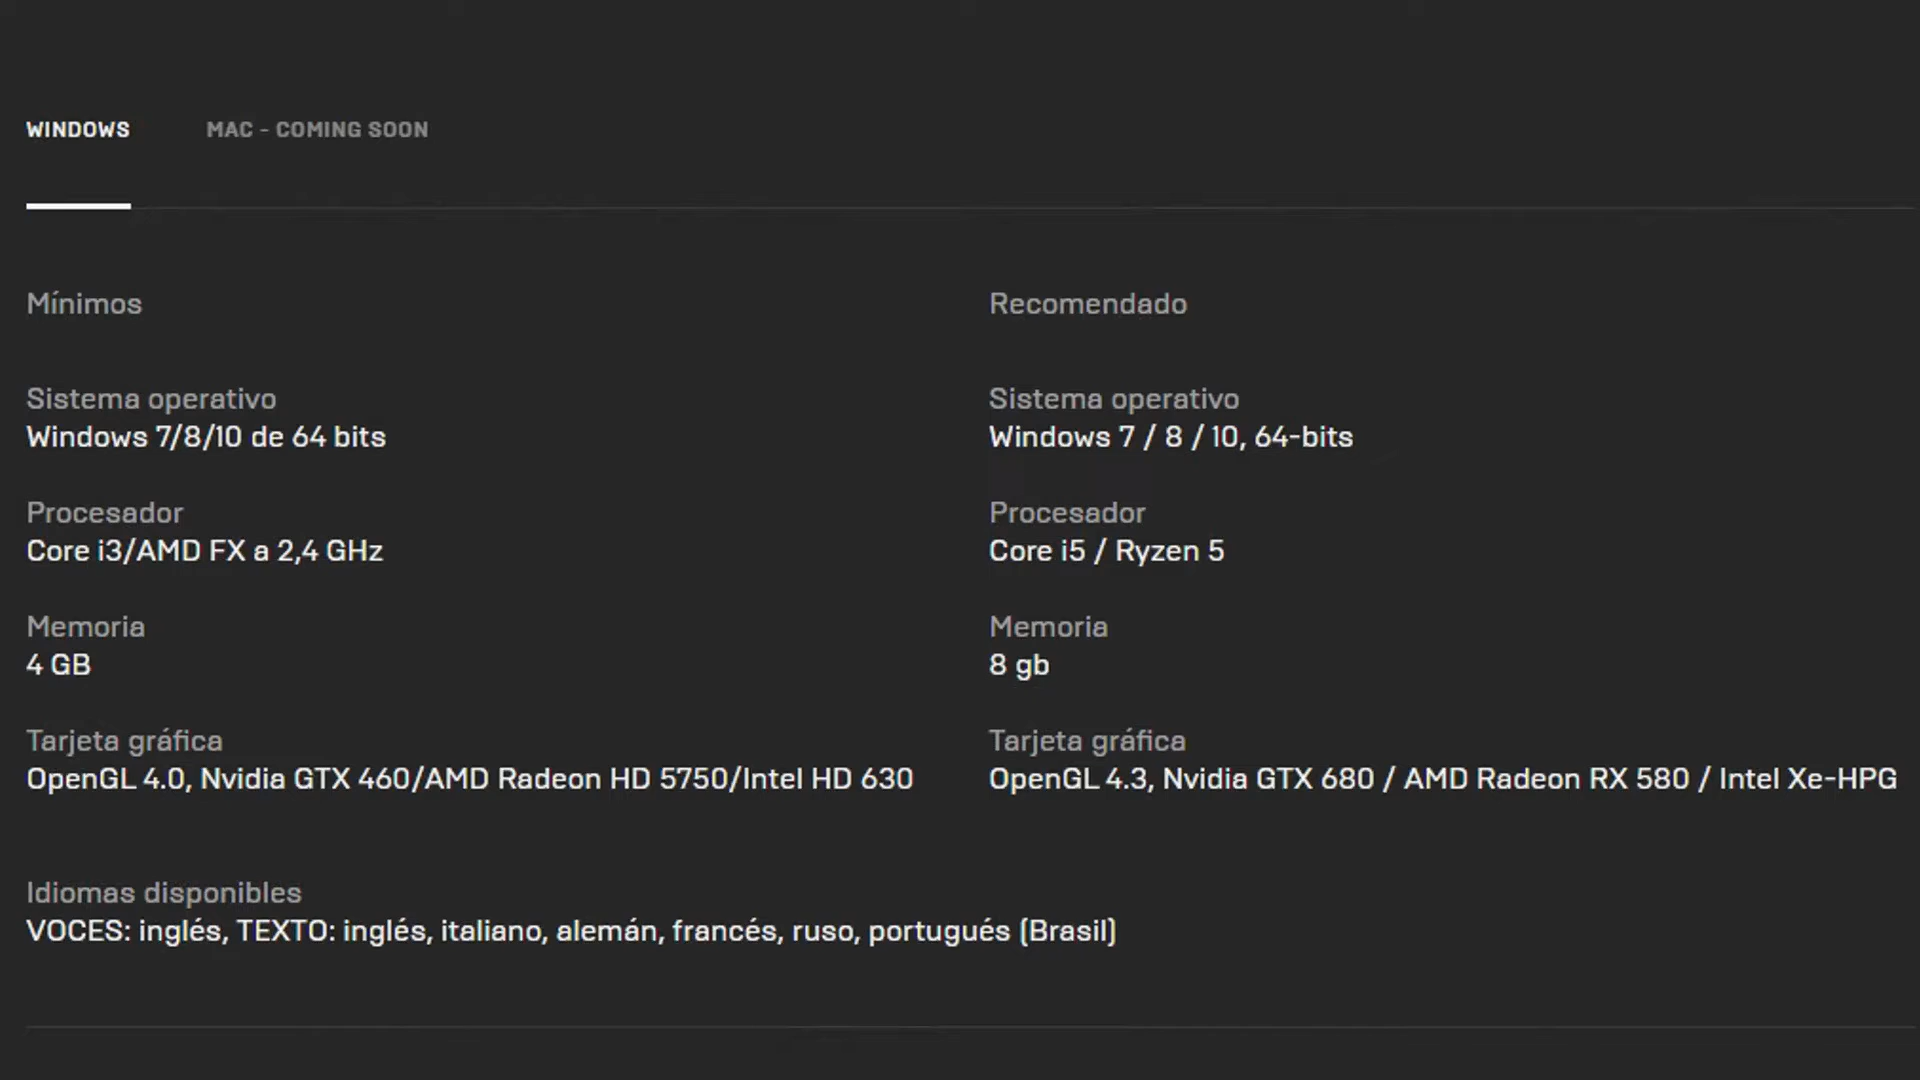 WINDOWS
MAC - COMING SOON
Mínimos
Sistema operativo
Windows 7/8/10 de 64 bits
Procesador
Core i3/AMD FX a 2,4 GHz
Memoria
4 GB
Tarjeta gráfica
OpenGL 4.0, Nvidia GTX 460/AMD Radeon HD 5750/Intel HD 630
Recomendado
Sistema operativo
Windows 7 / 8 / 10, 64-bits
Procesador
Core i5 / Ryzen 5
Memoria
8 gb
Tarjeta gráfica
OpenGL 4.3, Nvidia GTX 680 / AMD Radeon RX 580 / Intel Xe-HPG
Idiomas disponibles
VOCES: inglés, TEXTO: inglés, italiano, alemán, francés, ruso, portugués (Brasil)